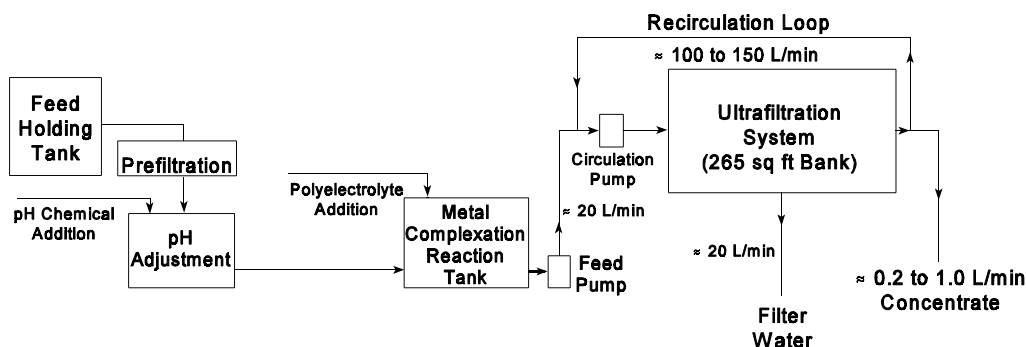 Recirculation Loop
≈ 100 to 150 L/min
Feed
Holding
Tank
Prefiltration
pH Chemical
Addition
pH
Adjustment
Polyelectrolyte
Addition
Metal
Complexation
Reaction
Tank
Feed
Pump
≈ 20 L/min
Circulation
Pump
Ultrafiltration
System
(265 sq ft Bank)
≈ 20 L/min
Filter
Water
≈ 0.2 to 1.0 L/min
Concentrate